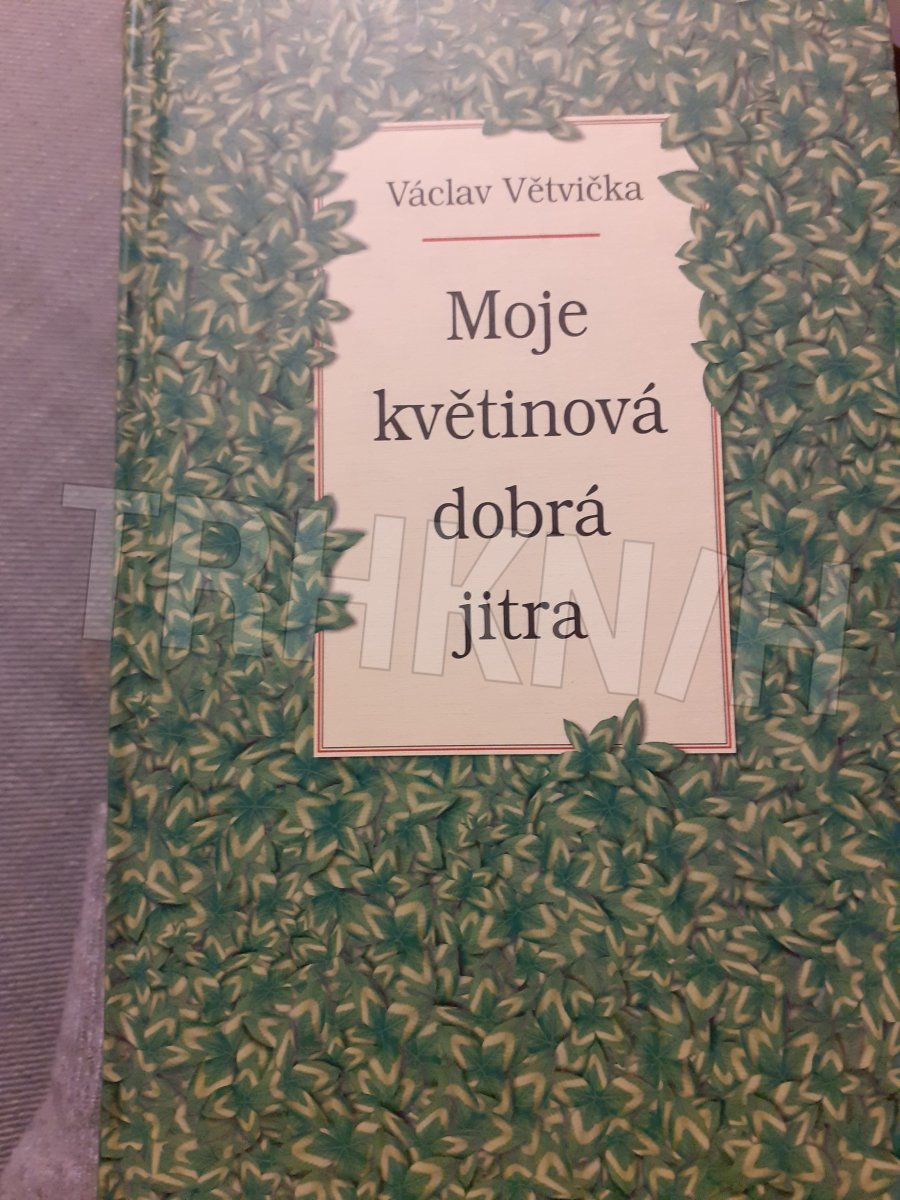 Václav Větvička
Moje
květinová
dobrá
jitra
TRHKNIH